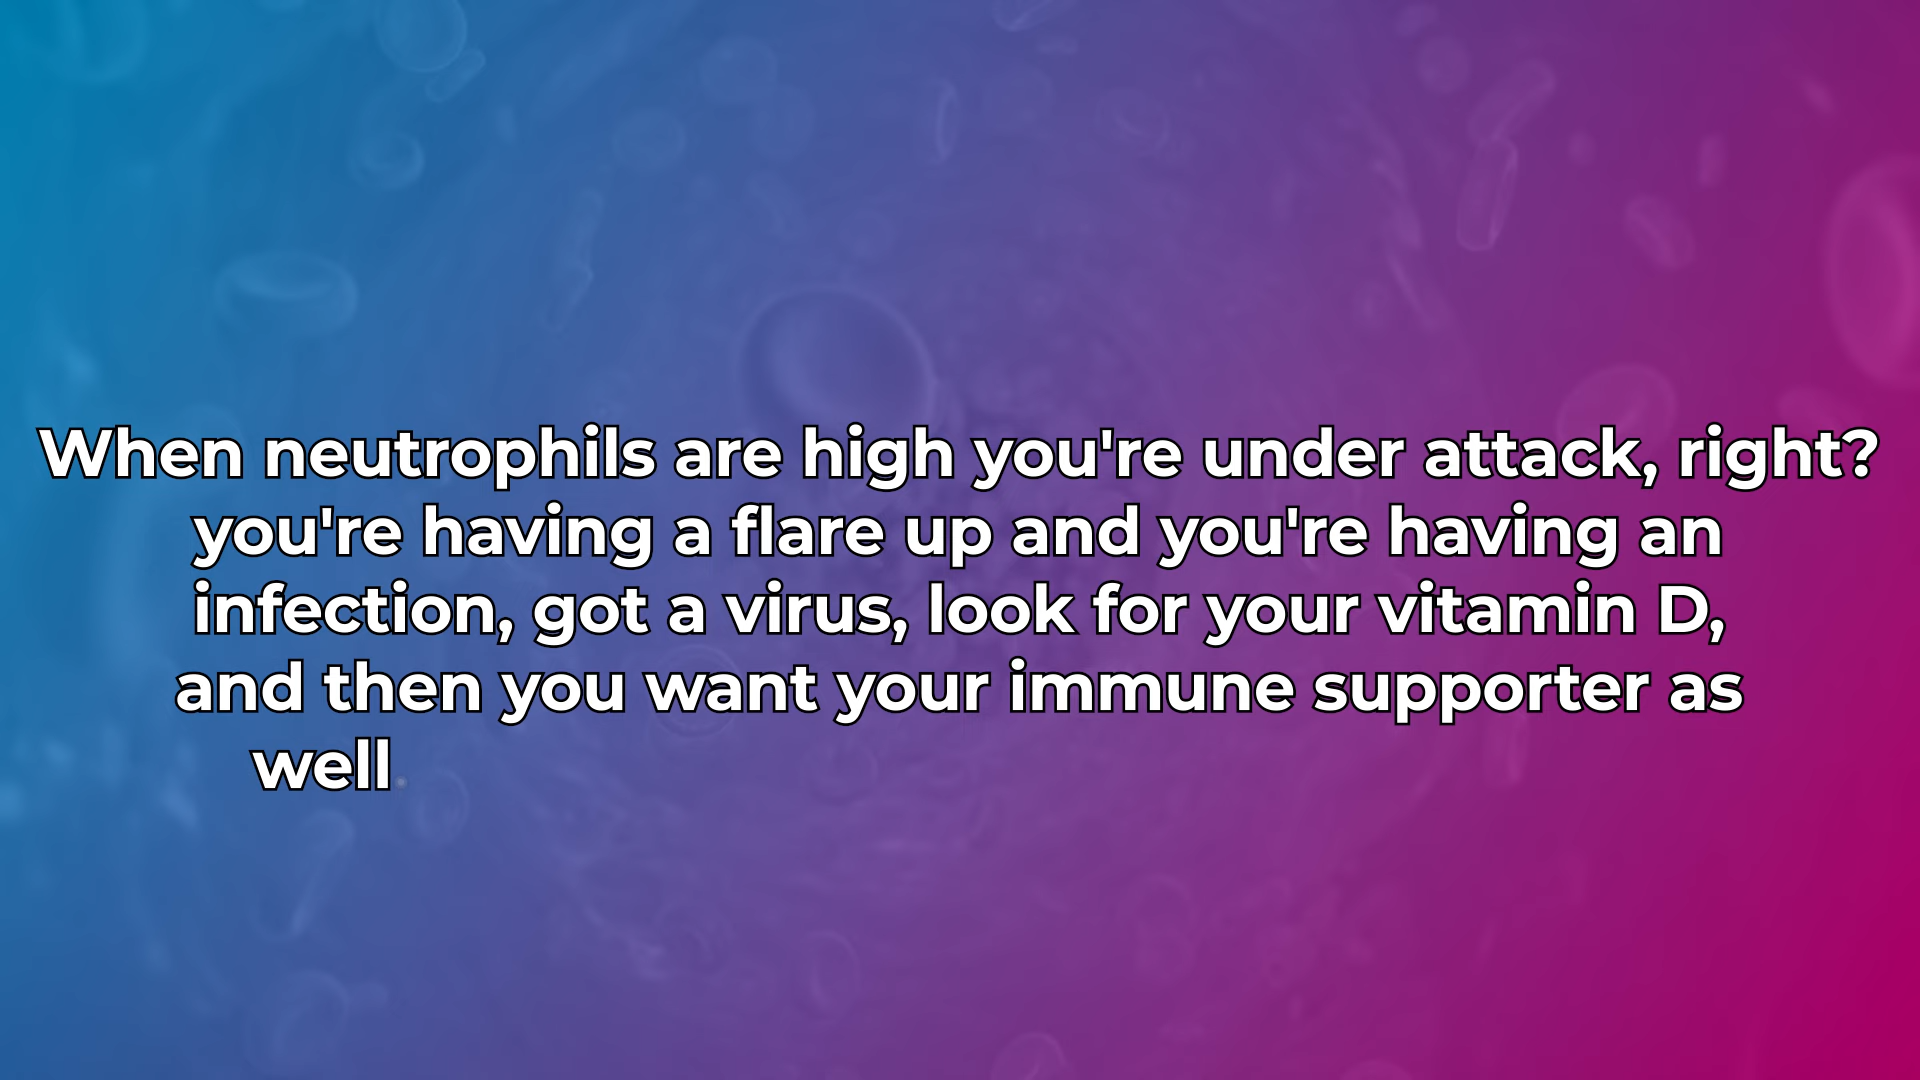 When neutrophils are high you're under attack, right?
you're having a flare up and you're having an
infection, got a virus, look for your vitamin D,
and then you want your immune supporter as
well.